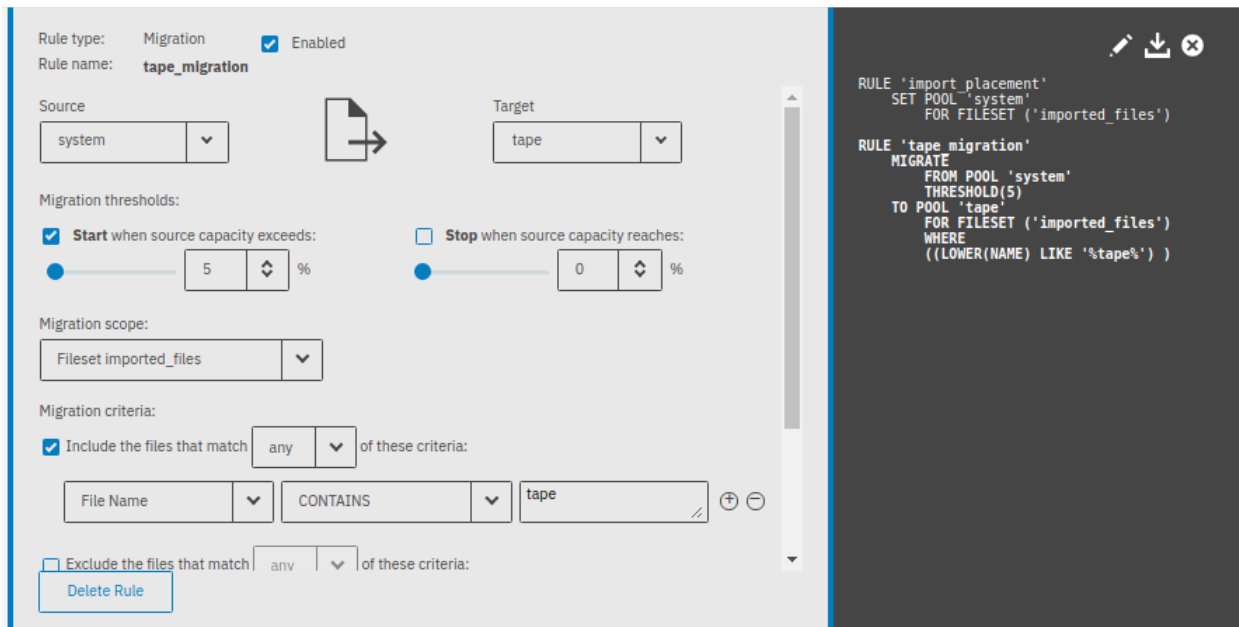 Rule type: Migration Enabled
Rule name: tape_migration
Source Target
system tape
Migration thresholds:
Start when source capacity exceeds: Stop when source capacity reaches:
5 % 0 %
Migration scope:
Fileset imported_files
Migration criteria:
Include the files that match any of these criteria:
File Name CONTAINS tape
Exclude the files that match any of these criteria:
Delete Rule
RULE 'import_placement'
SET POOL 'system'
FOR FILESET ('imported_files')
RULE 'tape_migration'
MIGRATE
FROM POOL 'system'
THRESHOLD(5)
TO POOL 'tape'
FOR FILESET ('imported_files')
WHERE
((LOWER(NAME) LIKE '%tape%') )